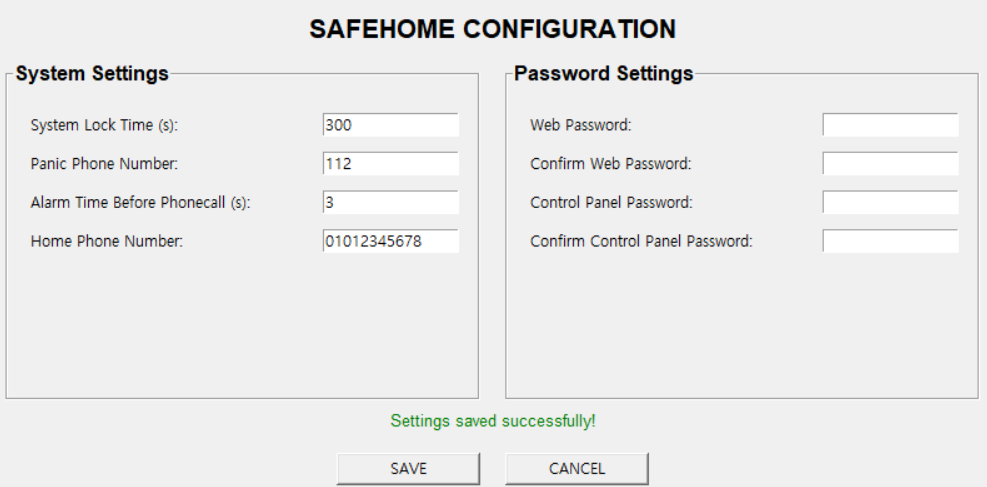 SAFEHOME CONFIGURATION
System Settings
System Lock Time (s): 300
Panic Phone Number: 112
Alarm Time Before Phonecall (s): 3
Home Phone Number: 01012345678
Password Settings
Web Password:
Confirm Web Password:
Control Panel Password:
Confirm Control Panel Password:
Settings saved successfully!
SAVE CANCEL